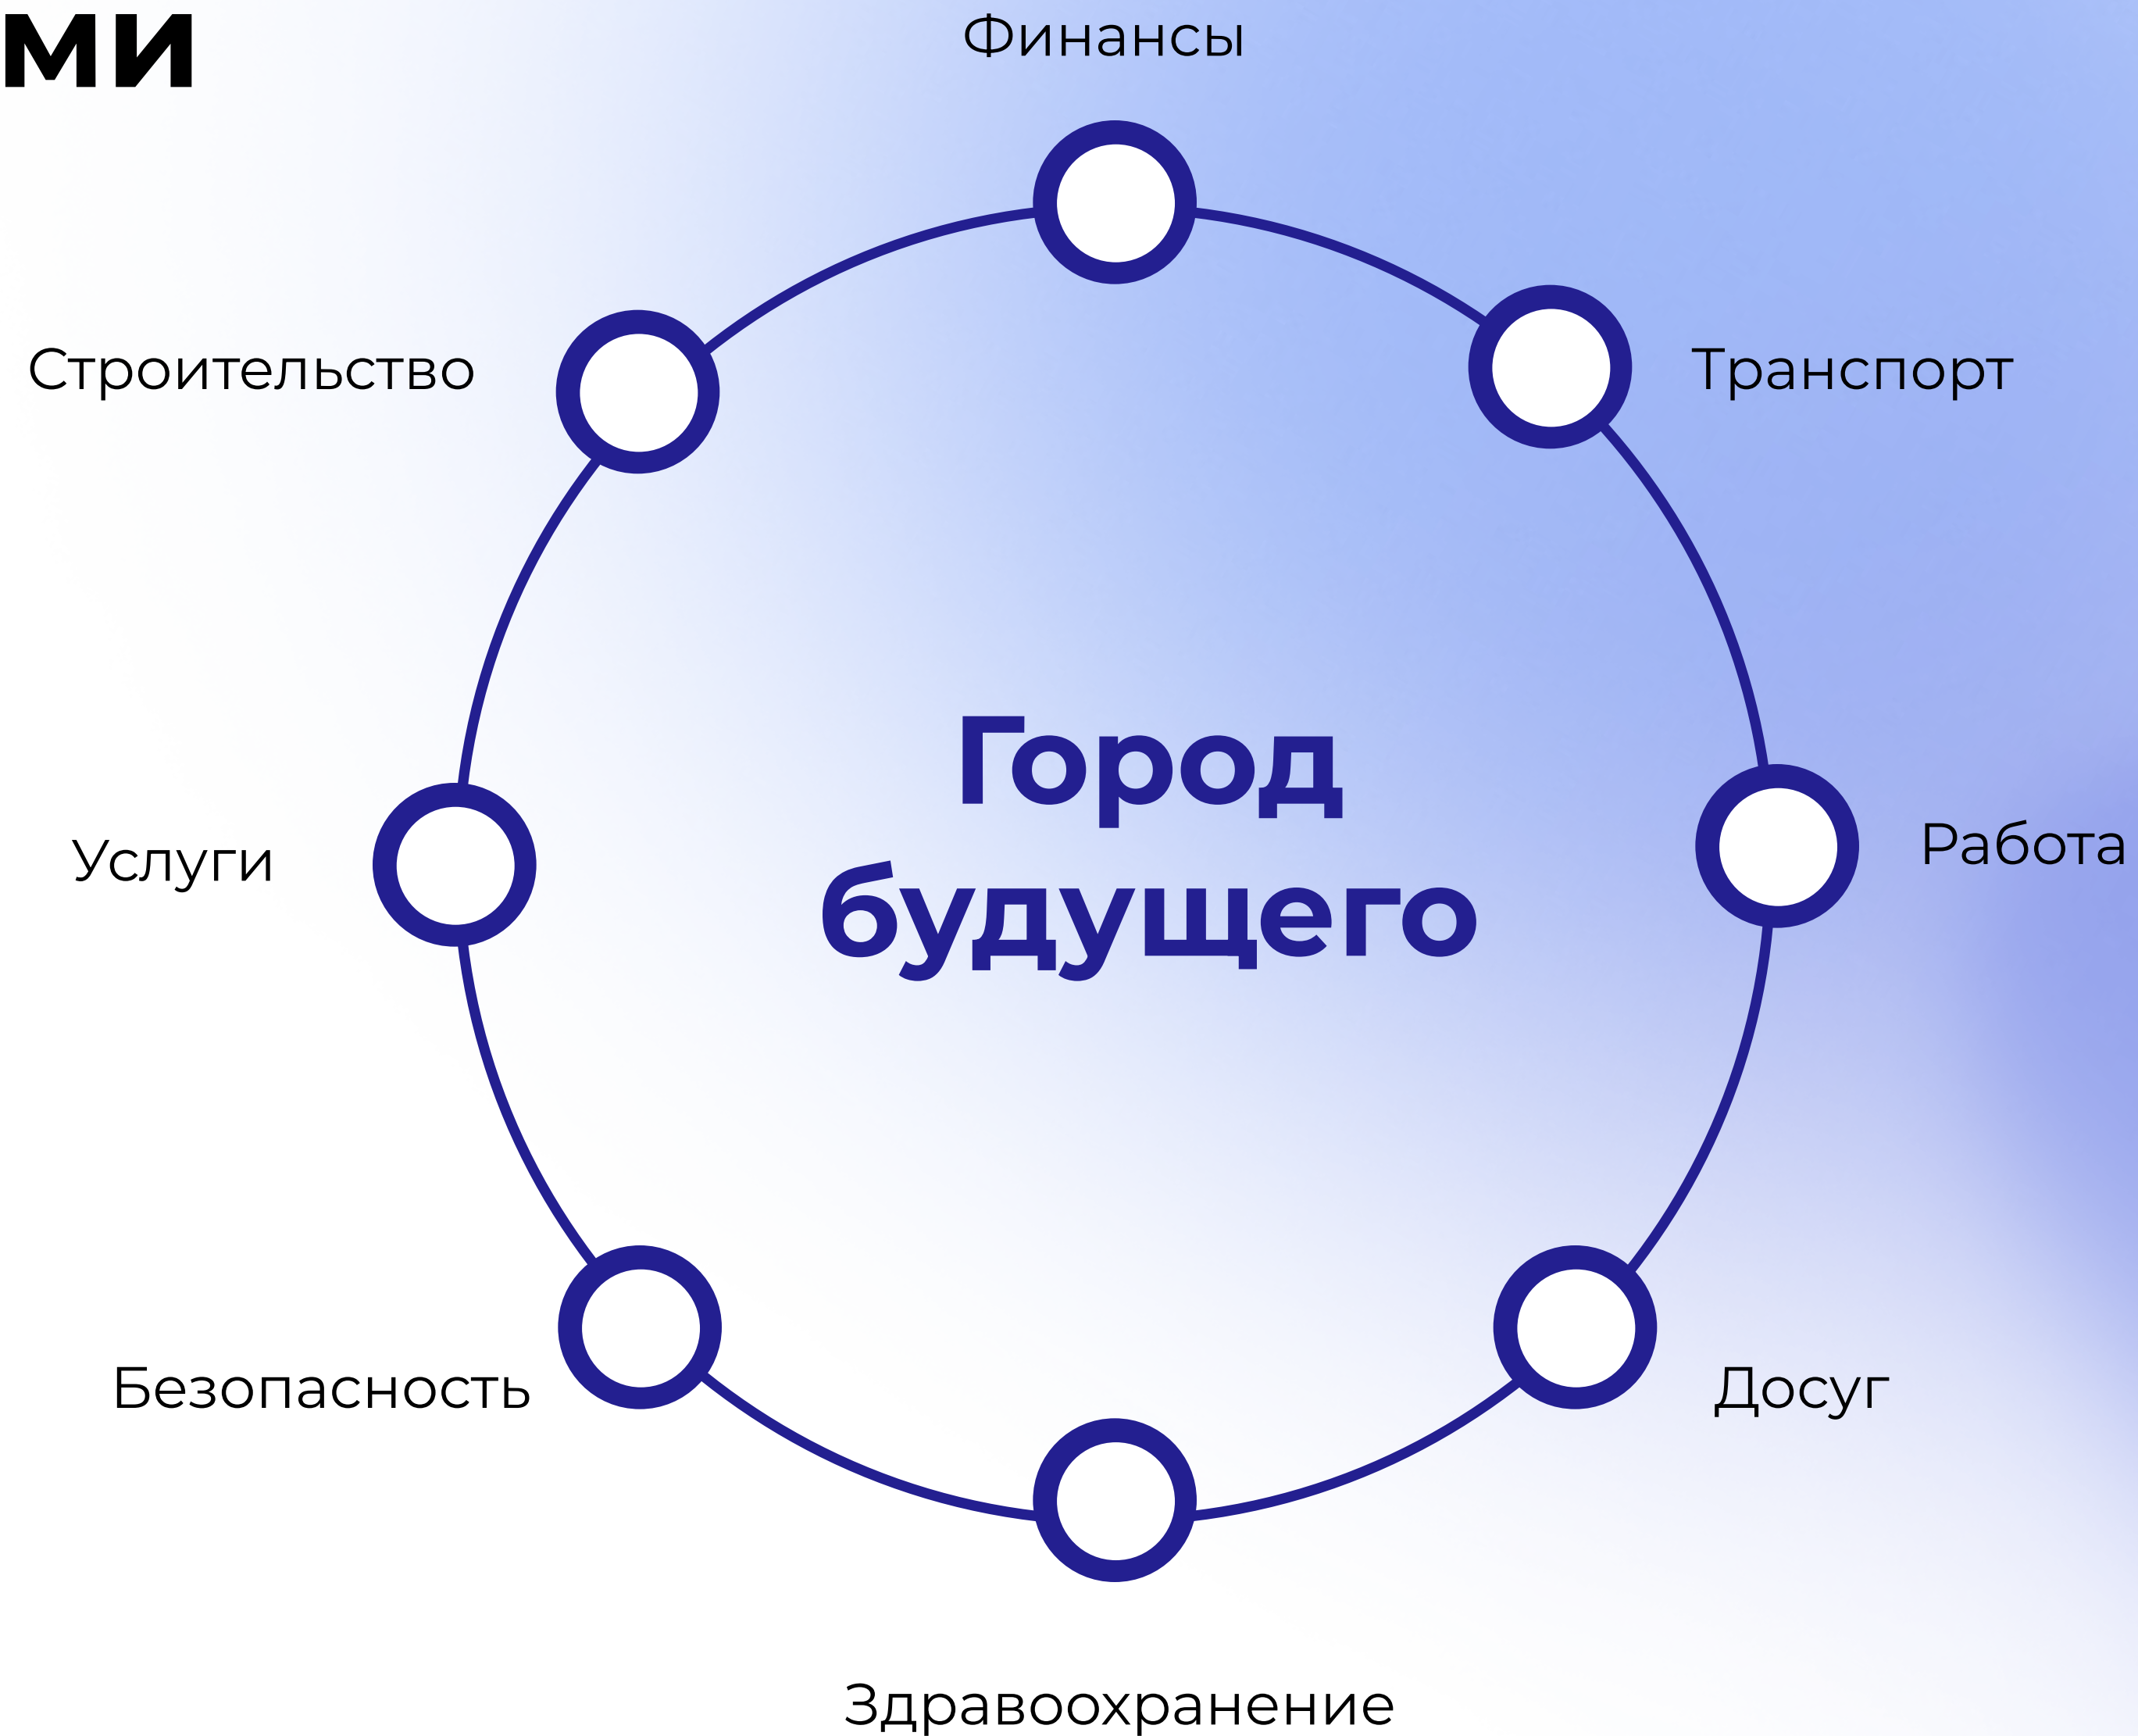 ми
Финансы
Строительство
Транспорт
Город
будущего
Услуги
Работа
Безопасность
Досуг
Здравоохранение